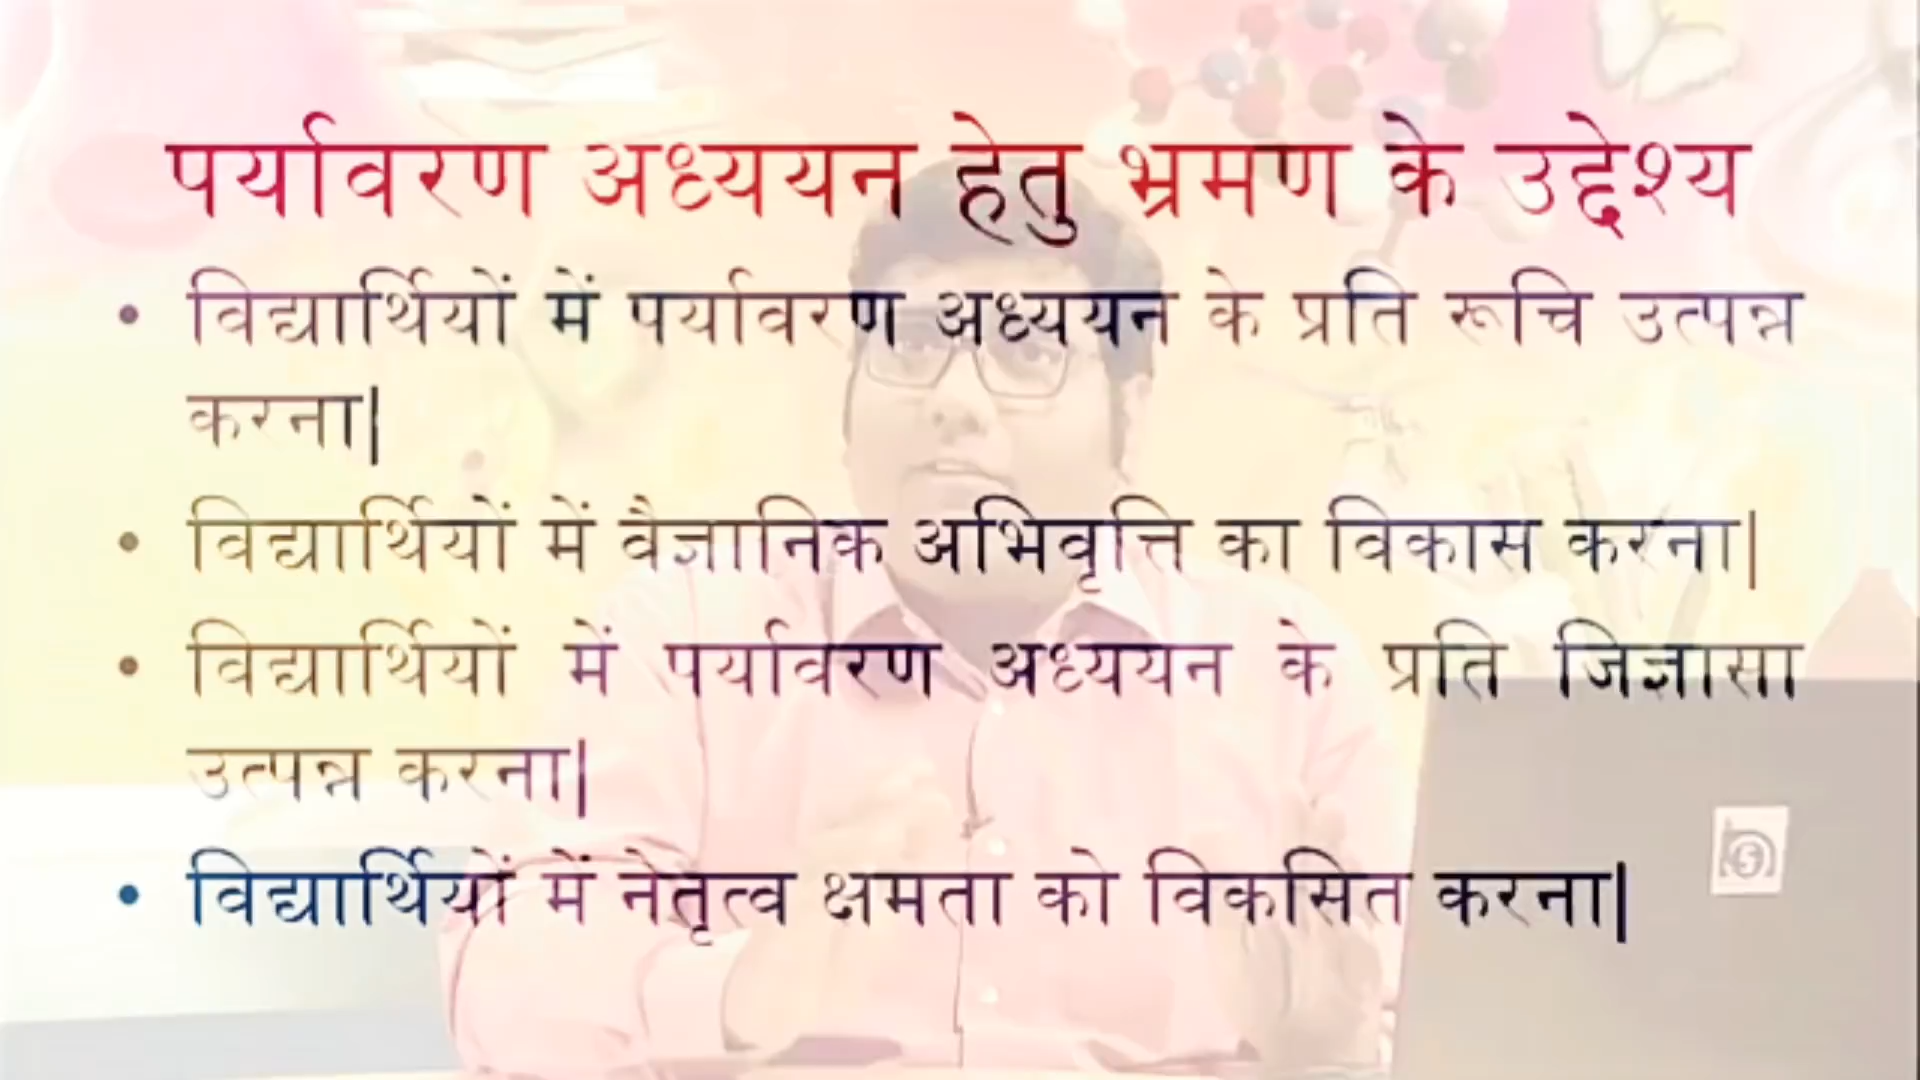 पर्यावरण अध्ययन हेतु भ्रमण के उद्देश्य
• विद्यार्थियों में पर्यावरण अध्ययन के प्रति रूचि उत्पन्न
करना|
• विद्यार्थियों में वैज्ञानिक अभिवृत्ति का विकास करना|
• विद्यार्थियों में पर्यावरण अध्ययन के प्रति जिज्ञासा
उत्पन्न करना|
• विद्यार्थियों में नेतृत्व क्षमता को विकसित करना|